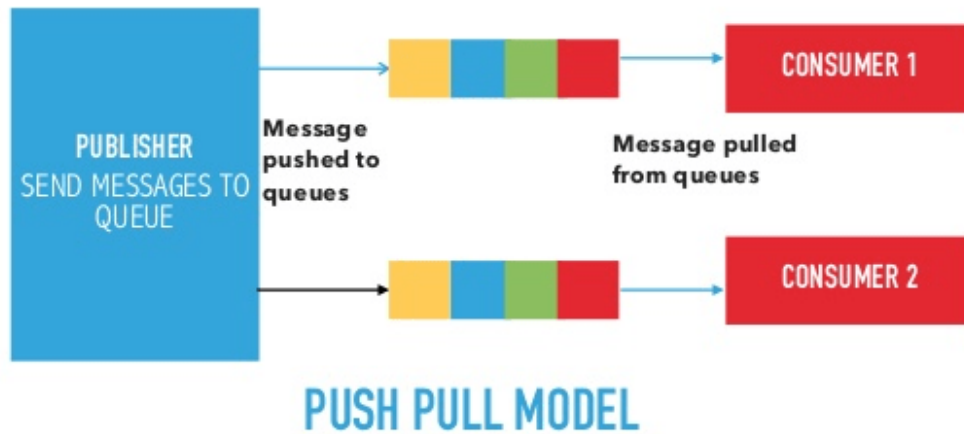 PUBLISHER
SEND MESSAGES TO
QUEUE
Message
pushed to
queues
Message pulled
from queues
CONSUMER 1
CONSUMER 2
PUSH PULL MODEL